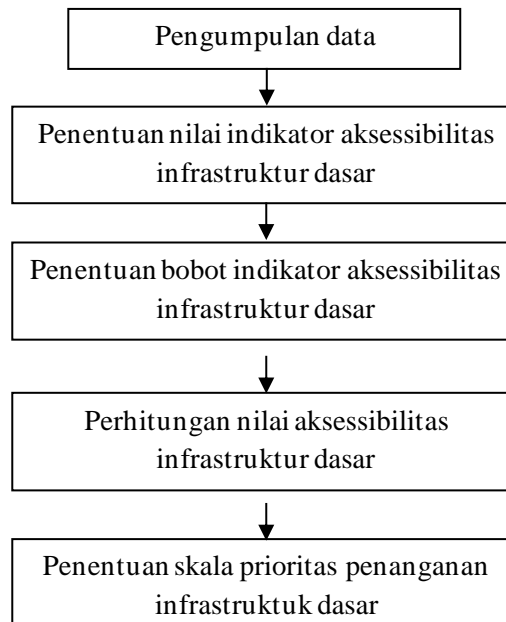 Pengumpulan data
Penentuan nilai indikator aksessibilitas
infrastruktur dasar
Penentuan bobot indikator aksessibilitas
infrastruktur dasar
Perhitungan nilai aksessibilitas
infrastruktur dasar
Penentuan skala prioritas penanganan
infrastruktuk dasar